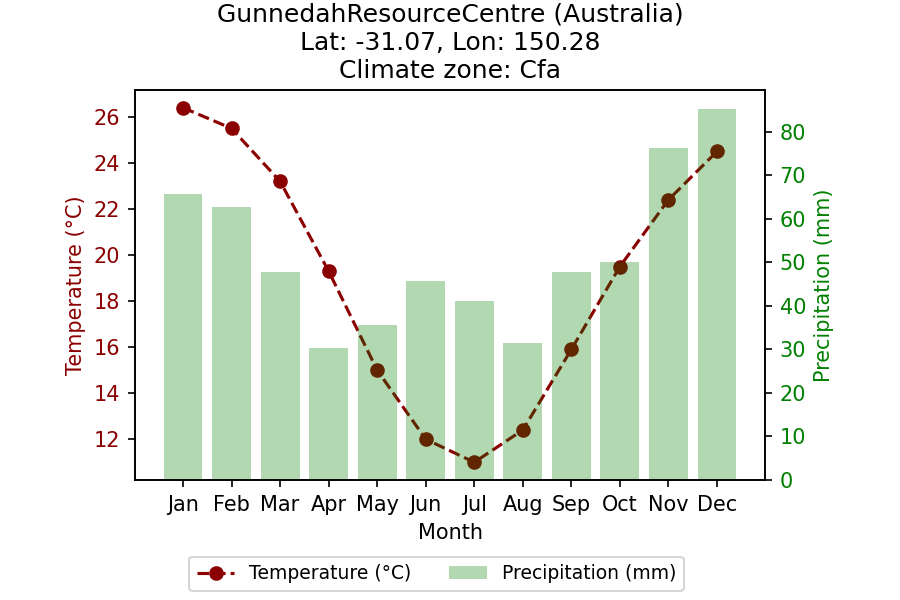 GunnedahResourceCentre (Australia)
Lat: -31.07, Lon: 150.28
Climate zone: Cfa
Temperature (°C)
26
24
22
20
18
16
14
12
80
70
60
50
40
30
20
10
0
Precipitation (mm)
Jan Feb Mar Apr May Jun Jul Aug Sep Oct Nov Dec
Month
Temperature (°C) Precipitation (mm)